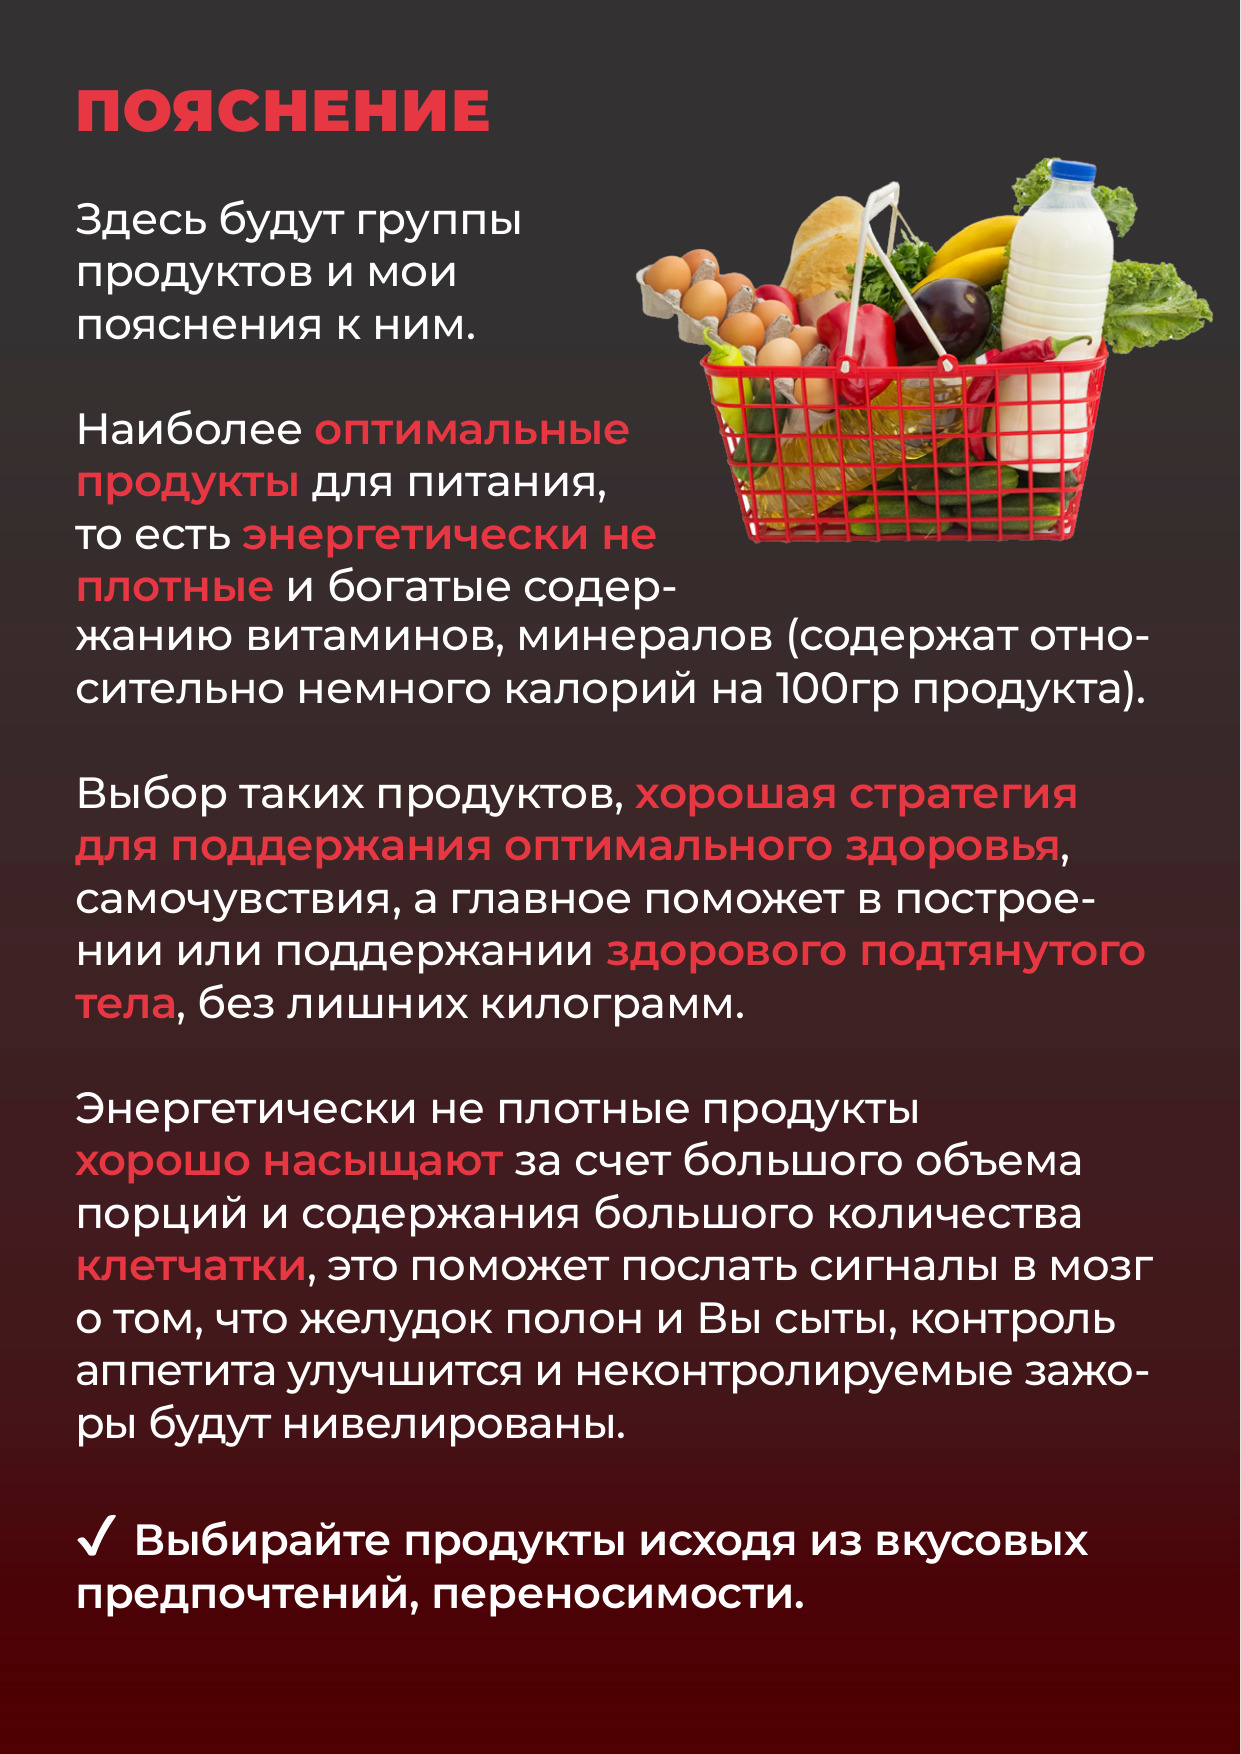 ПОЯСНЕНИЕ
Здесь будут группы
продуктов и мои
пояснения к ним.
Наиболее оптимальные
продукты для питания,
то есть энергетически не
плотные и богатые содер-
жанию витаминов, минералов (содержат отно-
сительно немного калорий на 100гр продукта).
Выбор таких продуктов, хорошая стратегия
для поддержания оптимального здоровья,
самочувствия, а главное поможет в построе-
нии или поддержании здорового подтянутого
тела, без лишних килограмм.
Энергетически не плотные продукты
хорошо насыщают за счет большого объема
порций и содержания большого количества
клетчатки, это поможет послать сигналы в мозг
о том, что желудок полон и Вы сыты, контроль
аппетита улучшится и неконтролируемые зажо-
ры будут нивелированы.
✓ Выбирайте продукты исходя из вкусовых
предпочтений, переносимости.